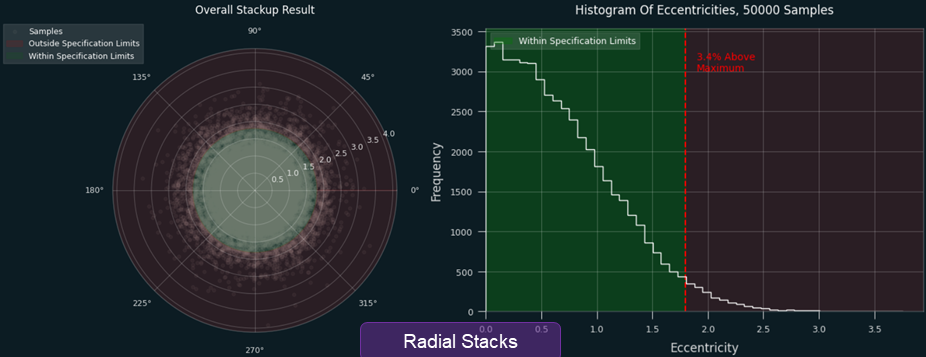 Overall Stackup Result
Samples
Outside Specification Limits
Within Specification Limits
90°
135°
45°
180°
0°
225°
315°
270°
0.5
1.0
1.5
2.0
2.5
3.0
3.5
4.0
Histogram Of Eccentricities, 50000 Samples
Within Specification Limits
3.4% Above
Maximum
Frequency
3500
3000
2500
2000
1500
1000
500
0
0.0
0.5
1.0
1.5
2.0
2.5
3.0
3.5
Eccentricity
Radial Stacks